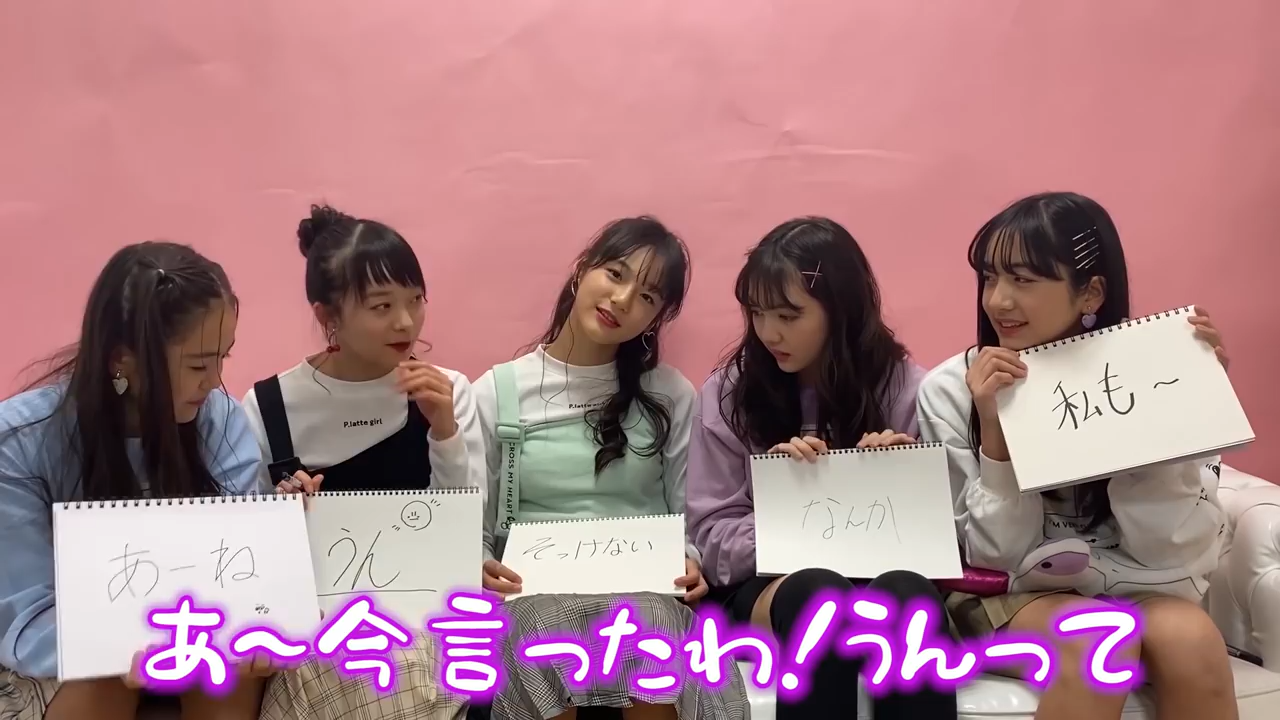 私も～
P.latte girl
P.latte
CROSS MY HEART
あーね
うん
そっけない
なんか
あ～今言ったわ!うんって